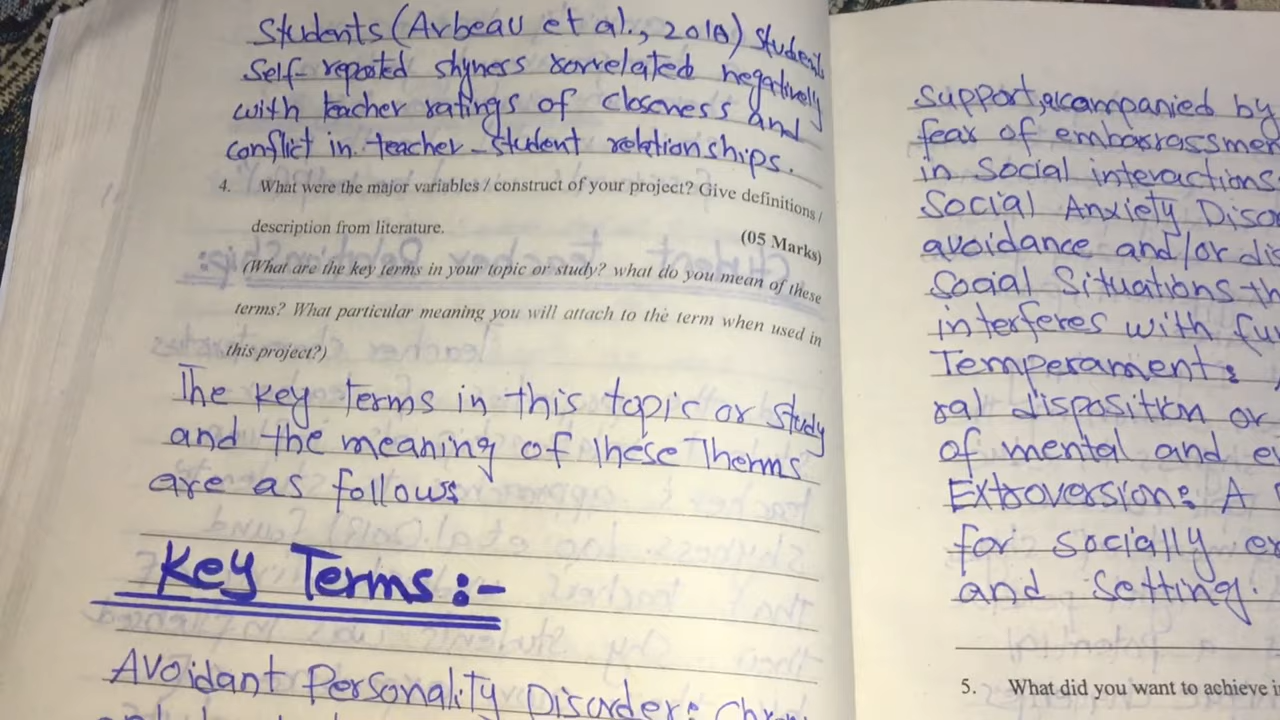 Students (Arbeau et al., 2010) Students
Self-reported shyness correlated negatively
with teacher ratings of closeness and
conflict in teacher-student relationships.
4. What were the major variables / construct of your project? Give definitions /
description from literature.
(05 Marks)
(What are the key terms in your topic or study? what do you mean of these
terms? What particular meaning you will attach to the term when used in
this project?)
The Key Terms in this topic or study
and the meaning of these Therms
are as follows
Key Terms:-
Avoidant Personality Disorder:
Support, accompanied by
fear of
in Social interactions
Social Anxiety
avoidance and/or
Social Situations
interferes with
Temperament:
disposition or
of mental and
Extroversion: A
for socially
and Setting.
5. What did you want to achieve